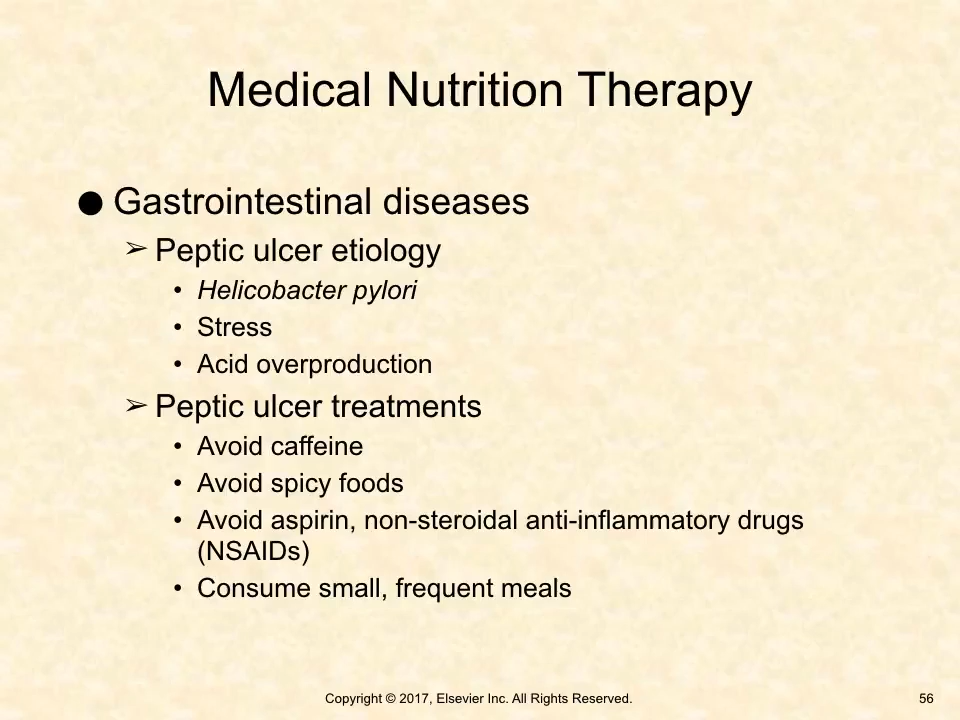 Medical Nutrition Therapy
● Gastrointestinal diseases
➢ Peptic ulcer etiology
• Helicobacter pylori
• Stress
• Acid overproduction
➢ Peptic ulcer treatments
• Avoid caffeine
• Avoid spicy foods
• Avoid aspirin, non-steroidal anti-inflammatory drugs
(NSAIDs)
• Consume small, frequent meals
Copyright © 2017, Elsevier Inc. All Rights Reserved.
56